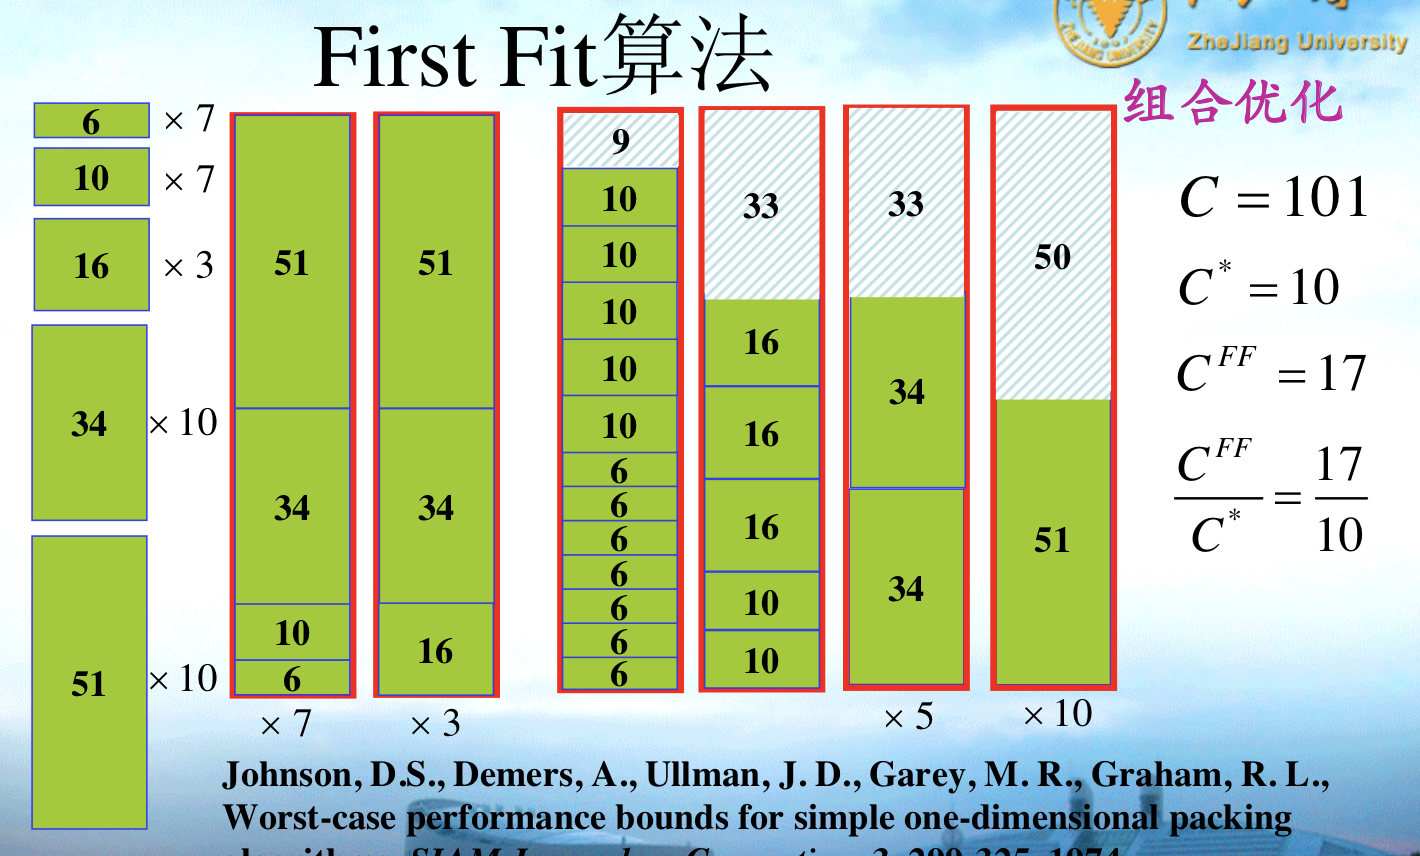 First Fit算法
ZheJiang University
组合优化
6 × 7
10 × 7
16 × 3
34 × 10
51 × 10
51
34
10
6
× 7
51
34
16
× 3
9
10
10
10
10
10
6
6
6
6
6
6
6
33
16
16
16
10
10
33
34
34
× 5
50
51
× 10
C = 101
C* = 10
C^FF = 17
C^FF / C* = 17 / 10
Johnson, D.S., Demers, A., Ullman, J. D., Garey, M. R., Graham, R. L.,
Worst-case performance bounds for simple one-dimensional packing